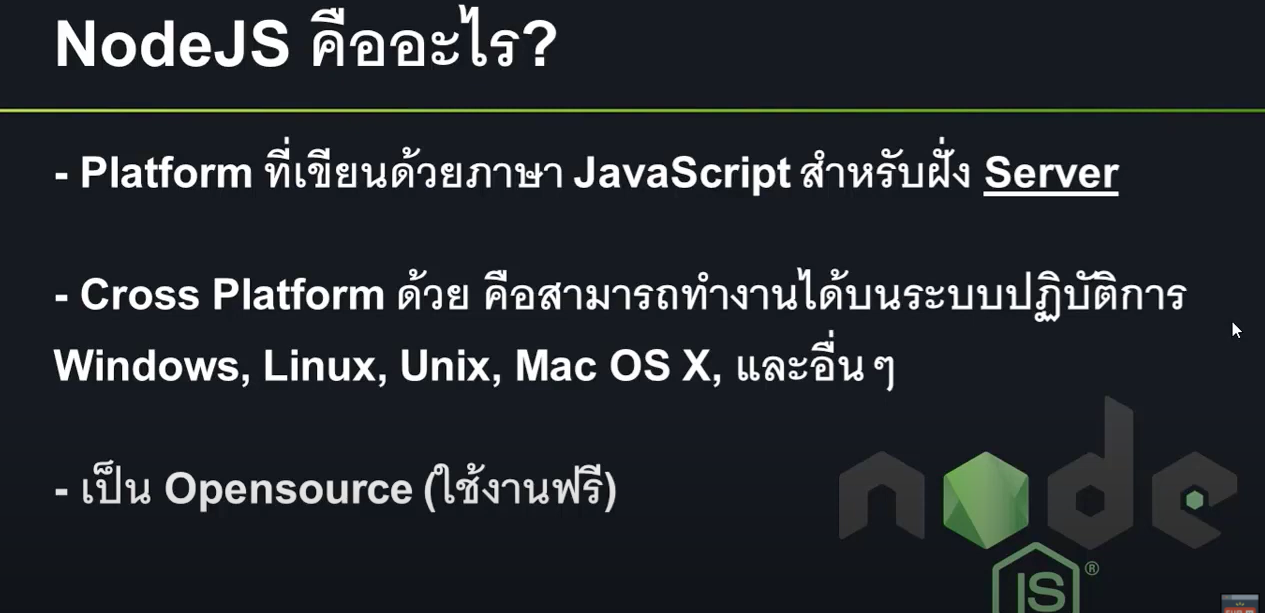 NodeJS คืออะไร?
- Platform ที่เขียนด้วยภาษา JavaScript สำหรับฝั่ง Server
- Cross Platform ด้วย คือสามารถทำงานได้บนระบบปฏิบัติการ
Windows, Linux, Unix, Mac OS X, และอื่น ๆ
- เป็น Opensource (ใช้งานฟรี)
node
JS ®